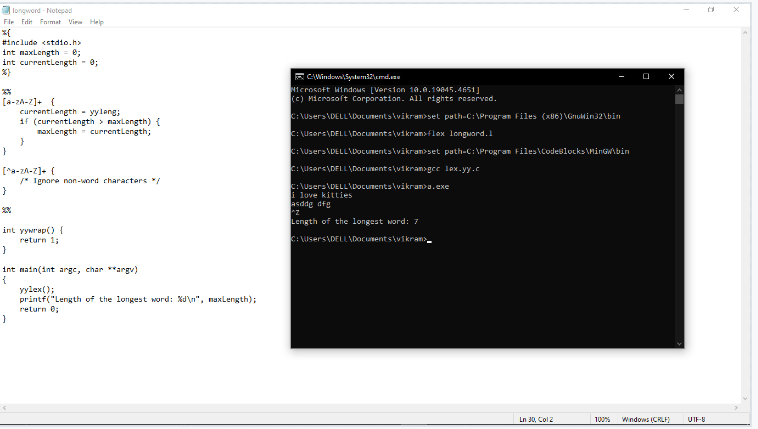 longword - Notepad
File Edit Format View Help
%{
#include <stdio.h>
int maxLength = 0;
int currentLength = 0;
%}
%%
[a-zA-Z]+ {
currentLength = yyleng;
if (currentLength > maxLength) {
maxLength = currentLength;
}
}
[^a-zA-Z]+ {
/* Ignore non-word characters */
}
%%
int yywrap() {
return 1;
}
int main(int argc, char **argv)
{
yylex();
printf("Length of the longest word: %d\n", maxLength);
return 0;
}
C:\Windows\System32\cmd.exe
Microsoft Windows [Version 10.0.19045.4651]
(c) Microsoft Corporation. All rights reserved.
C:\Users\DELL\Documents\vikram>set path=C:\Program Files (x86)\GnuWin32\bin
C:\Users\DELL\Documents\vikram>flex longword.l
C:\Users\DELL\Documents\vikram>set path=C:\Program Files\CodeBlocks\MinGW\bin
C:\Users\DELL\Documents\vikram>gcc lex.yy.c
C:\Users\DELL\Documents\vikram>a.exe
i love kitties
asddg dfg
^Z
Length of the longest word: 7
C:\Users\DELL\Documents\vikram>
Ln 30, Col 2 100% Windows (CRLF) UTF-8